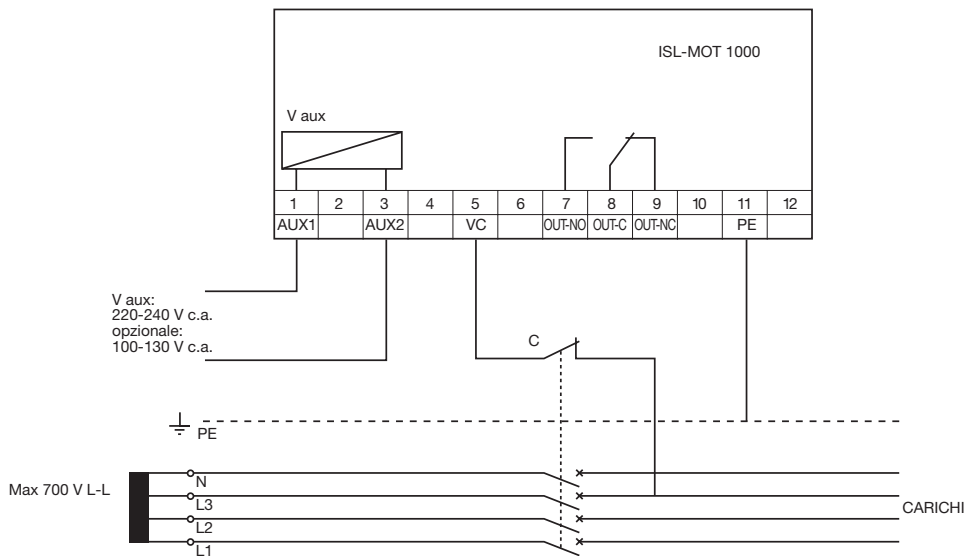 ISL-MOT 1000
V aux
1 2 3 4 5 6 7 8 9 10 11 12
AUX1 AUX2 VC OUT-NO OUT-C OUT-NC PE
V aux:
220-240 V c.a.
opzionale:
100-130 V c.a.
C
PE
Max 700 V L-L
N
L3
L2
L1
CARICHI